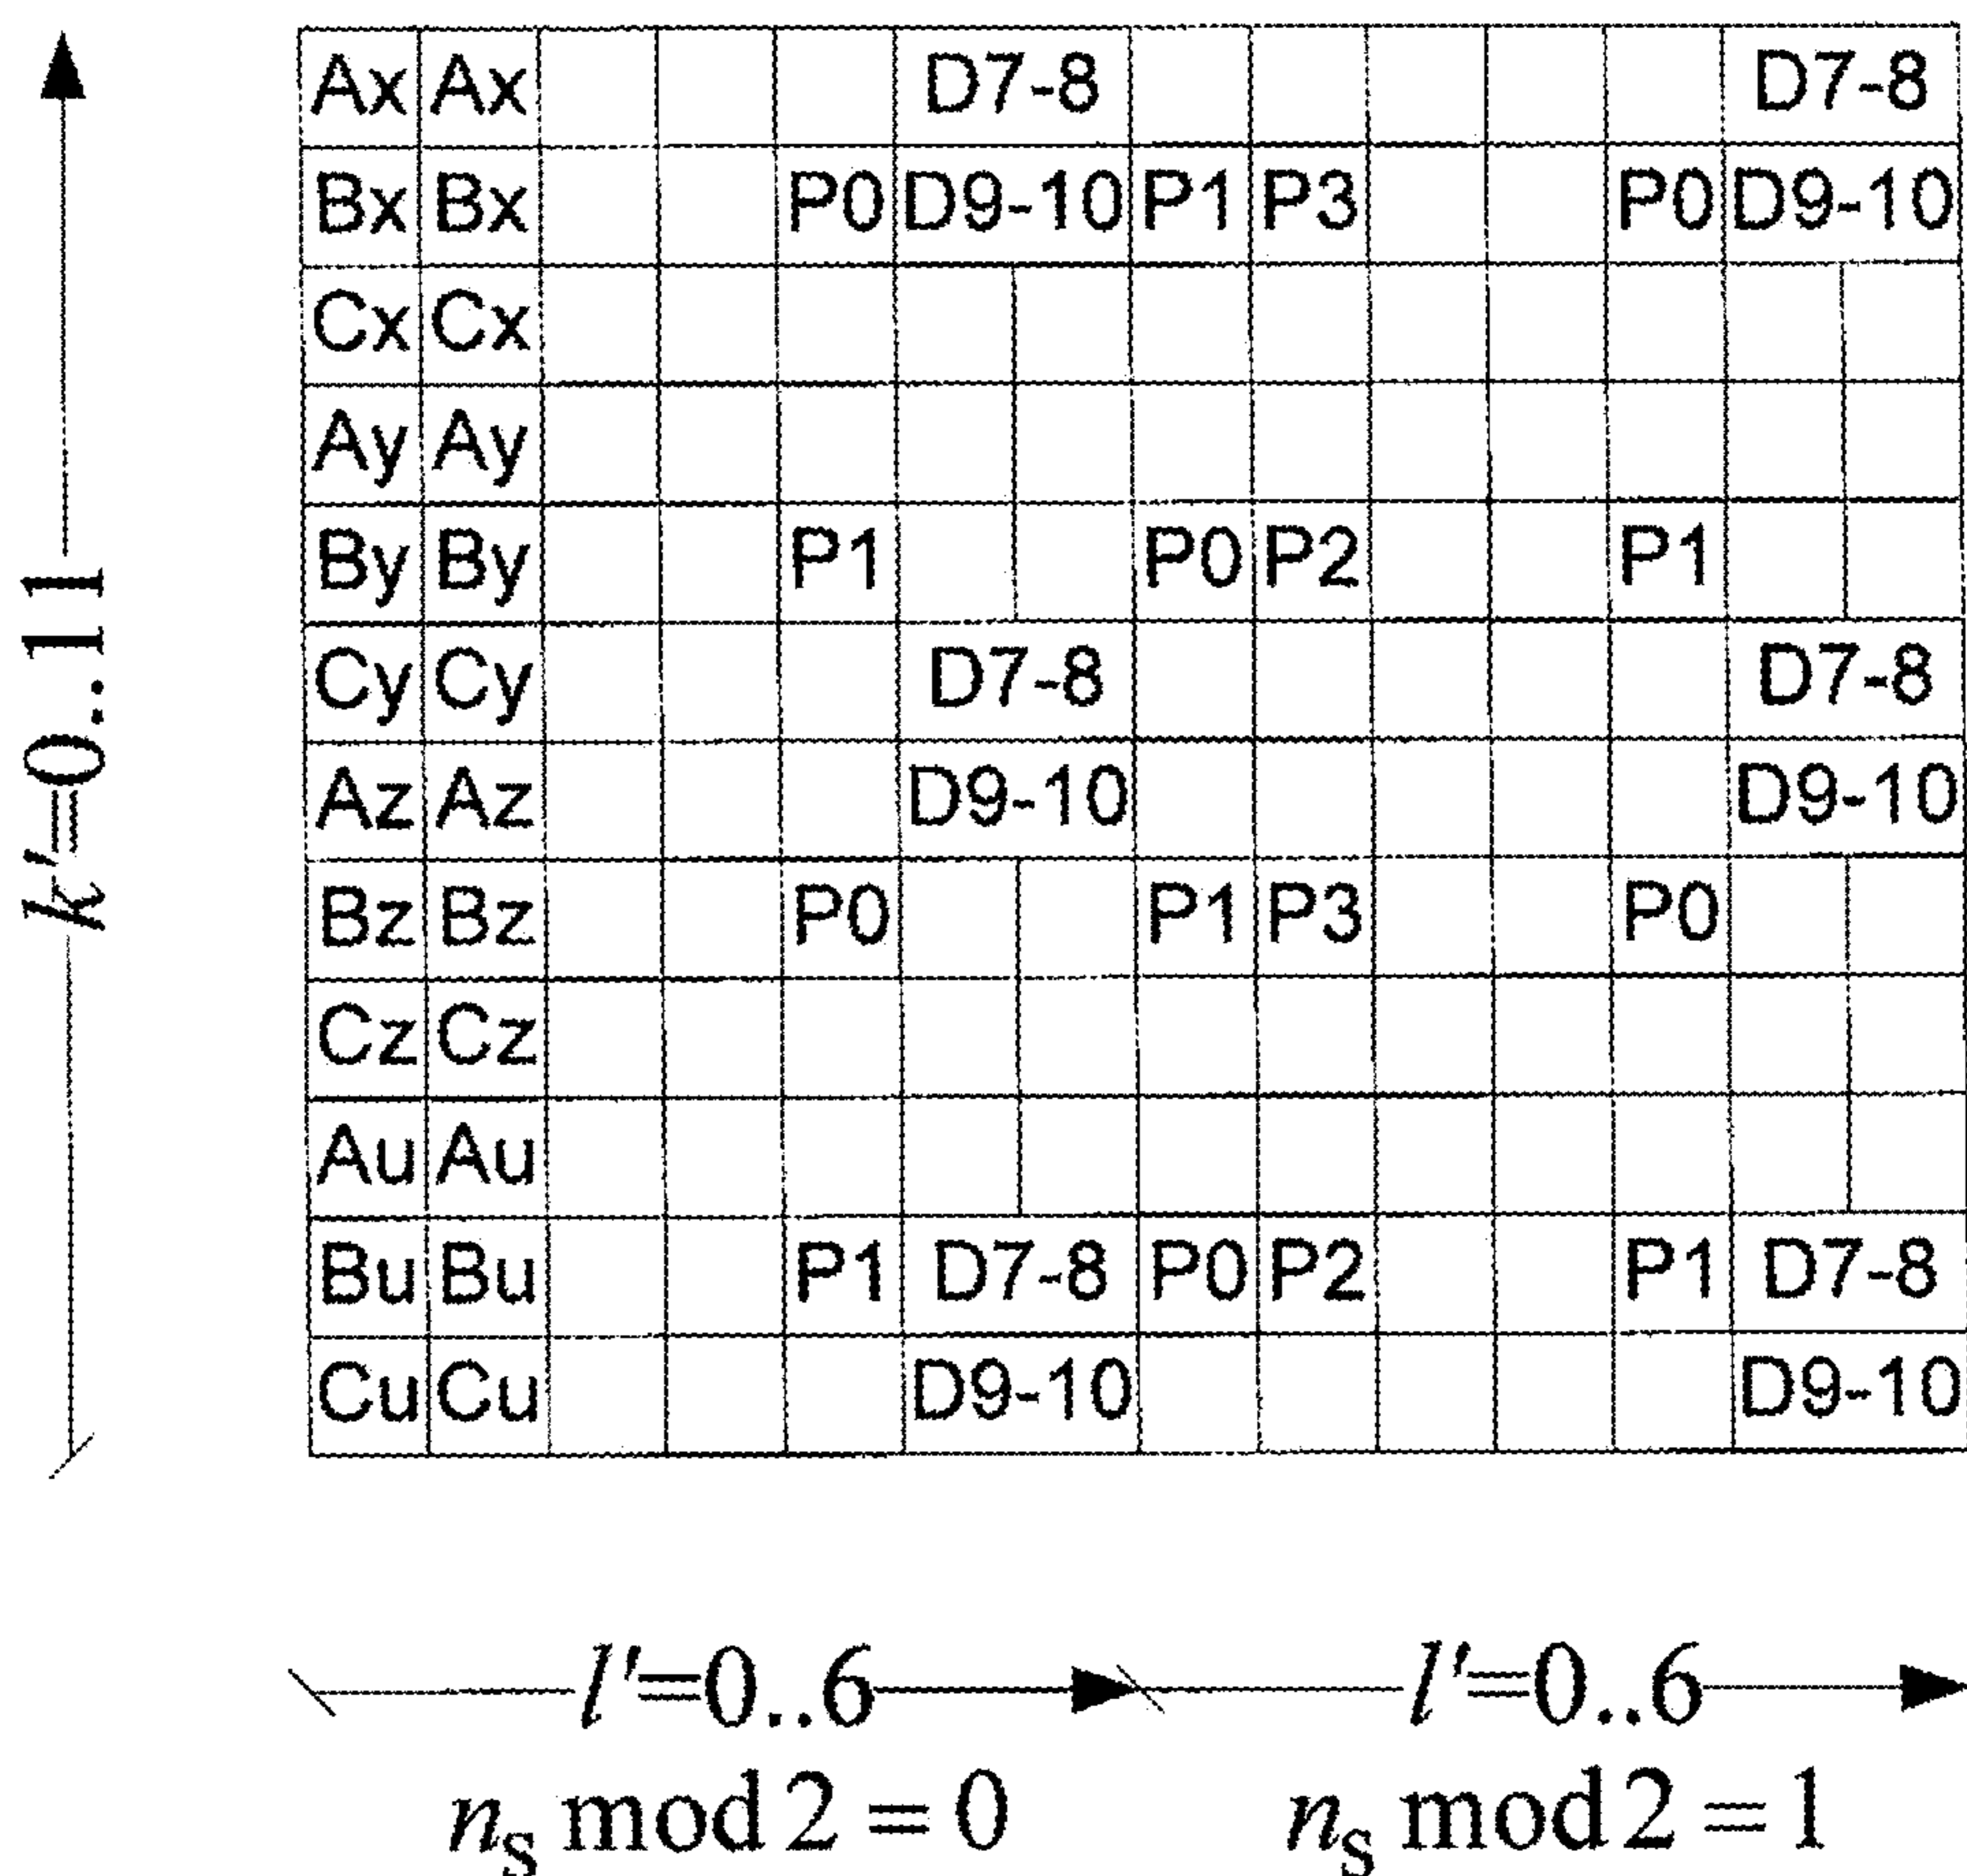 Ax Ax D7-8 D7-8
Bx Bx P0 D9-10 P1 P3 P0 D9-10
Cx Cx
Ay Ay
By By P1 P0 P2 P1
Cy Cy D7-8 D7-8
Az Az D9-10 D9-10
Bz Bz P0 P1 P3 P0
Cz Cz
Au Au
Bu Bu P1 D7-8 P0 P2 P1 D7-8
Cu Cu D9-10 D9-10
k'=0..11
l'=0..6 l'=0..6
n_s mod 2 = 0 n_s mod 2 = 1